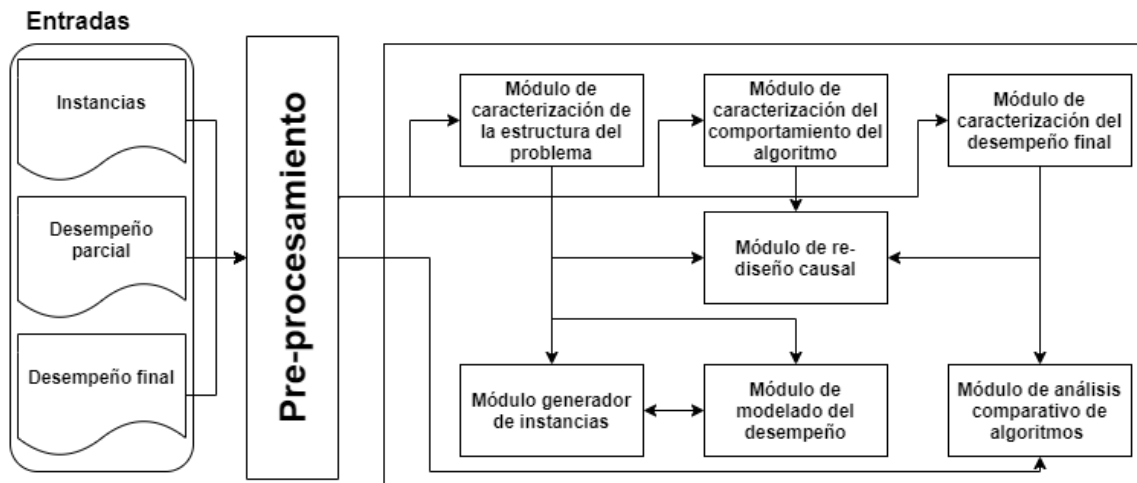 Entradas
Instancias
Desempeño
parcial
Desempeño final
Pre-procesamiento
Módulo de
caracterización de
la estructura del
problema
Módulo de
caracterización del
comportamiento del
algoritmo
Módulo de
caracterización del
desempeño final
Módulo de re-
diseño causal
Módulo generador
de instancias
Módulo de
modelado del
desempeño
Módulo de análisis
comparativo de
algoritmos